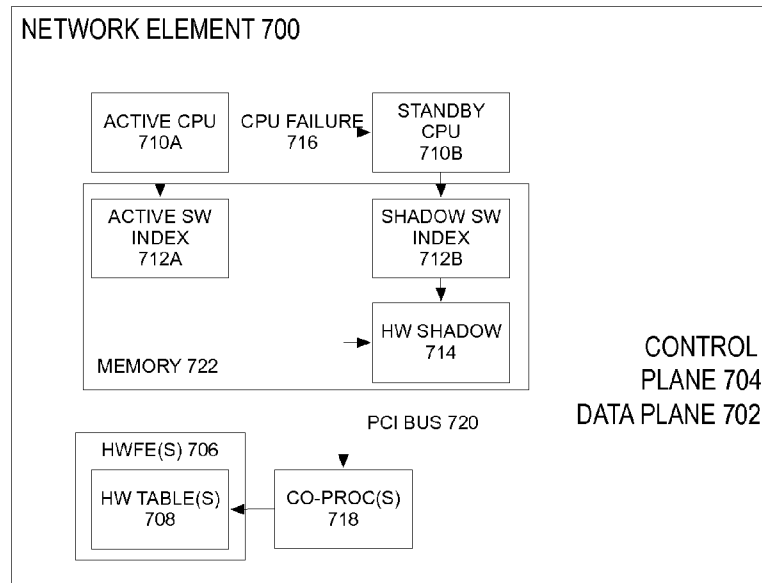 NETWORK ELEMENT 700
ACTIVE CPU
710A
CPU FAILURE
716
STANDBY
CPU
710B
ACTIVE SW
INDEX
712A
SHADOW SW
INDEX
712B
HW SHADOW
714
MEMORY 722
CONTROL
PLANE 704
DATA PLANE 702
PCI BUS 720
HWFE(S) 706
HW TABLE(S)
708
CO-PROC(S)
718